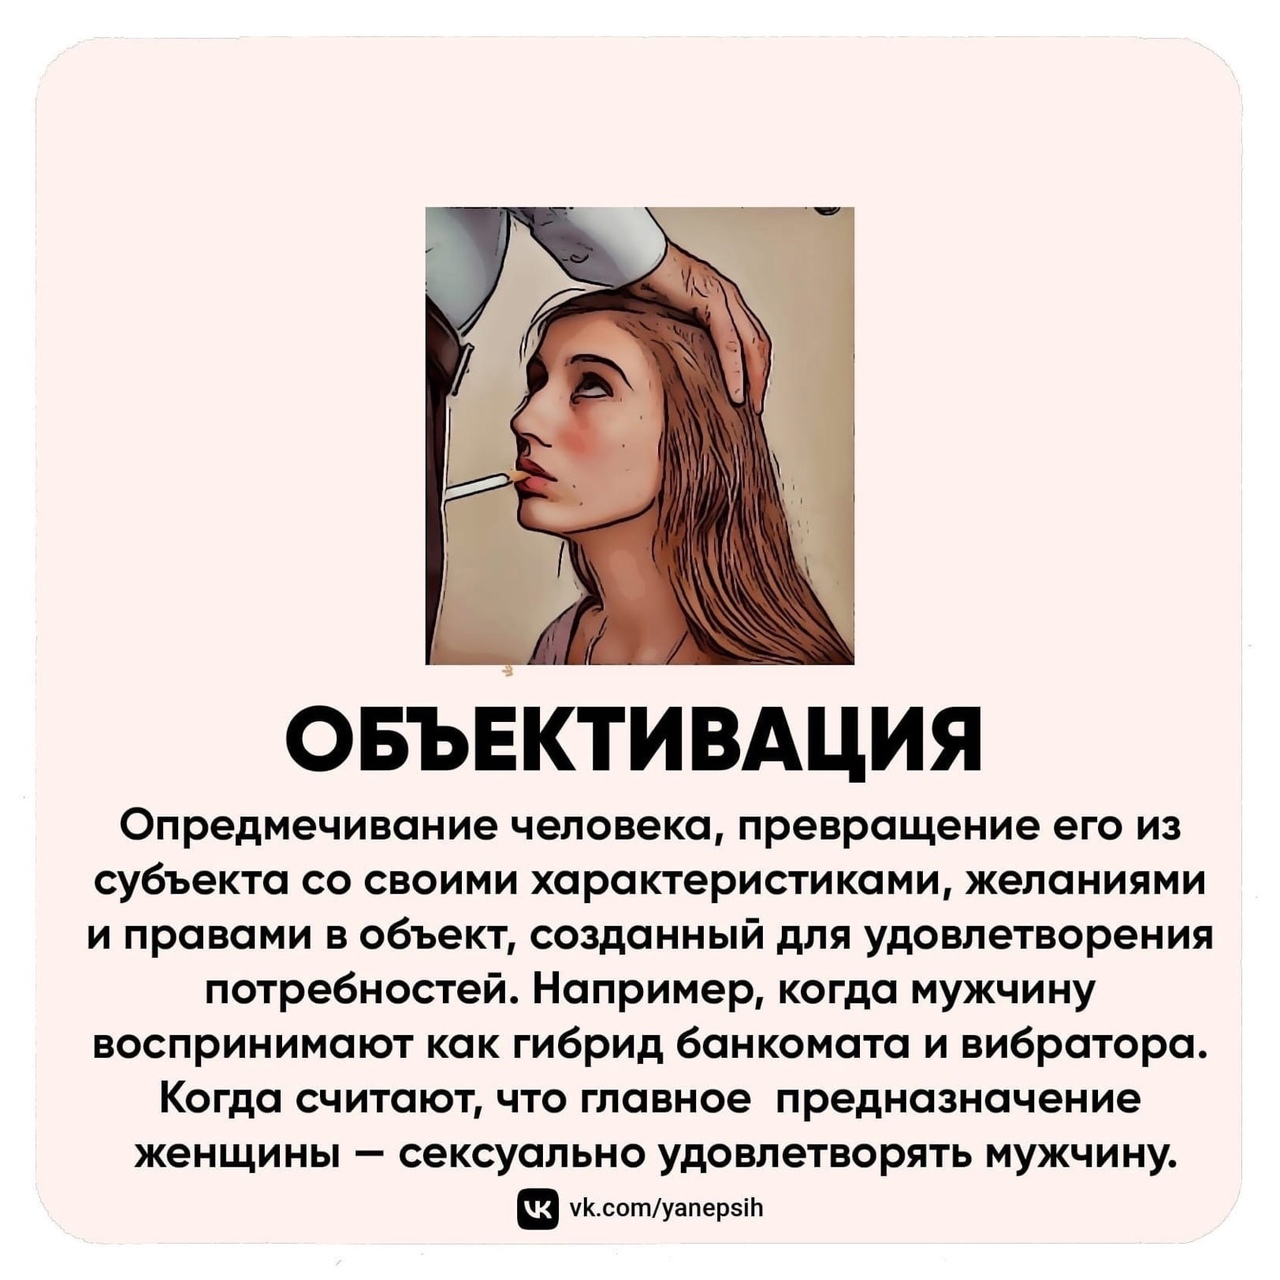 ОБЪЕКТИВАЦИЯ
Опредмечивание человека, превращение его из
субъекта со своими характеристиками, желаниями
и правами в объект, созданный для удовлетворения
потребностей. Например, когда мужчину
воспринимают как гибрид банкомата и вибратора.
Когда считают, что главное  предназначение
женщины — сексуально удовлетворять мужчину.
vk.com/yanepsih